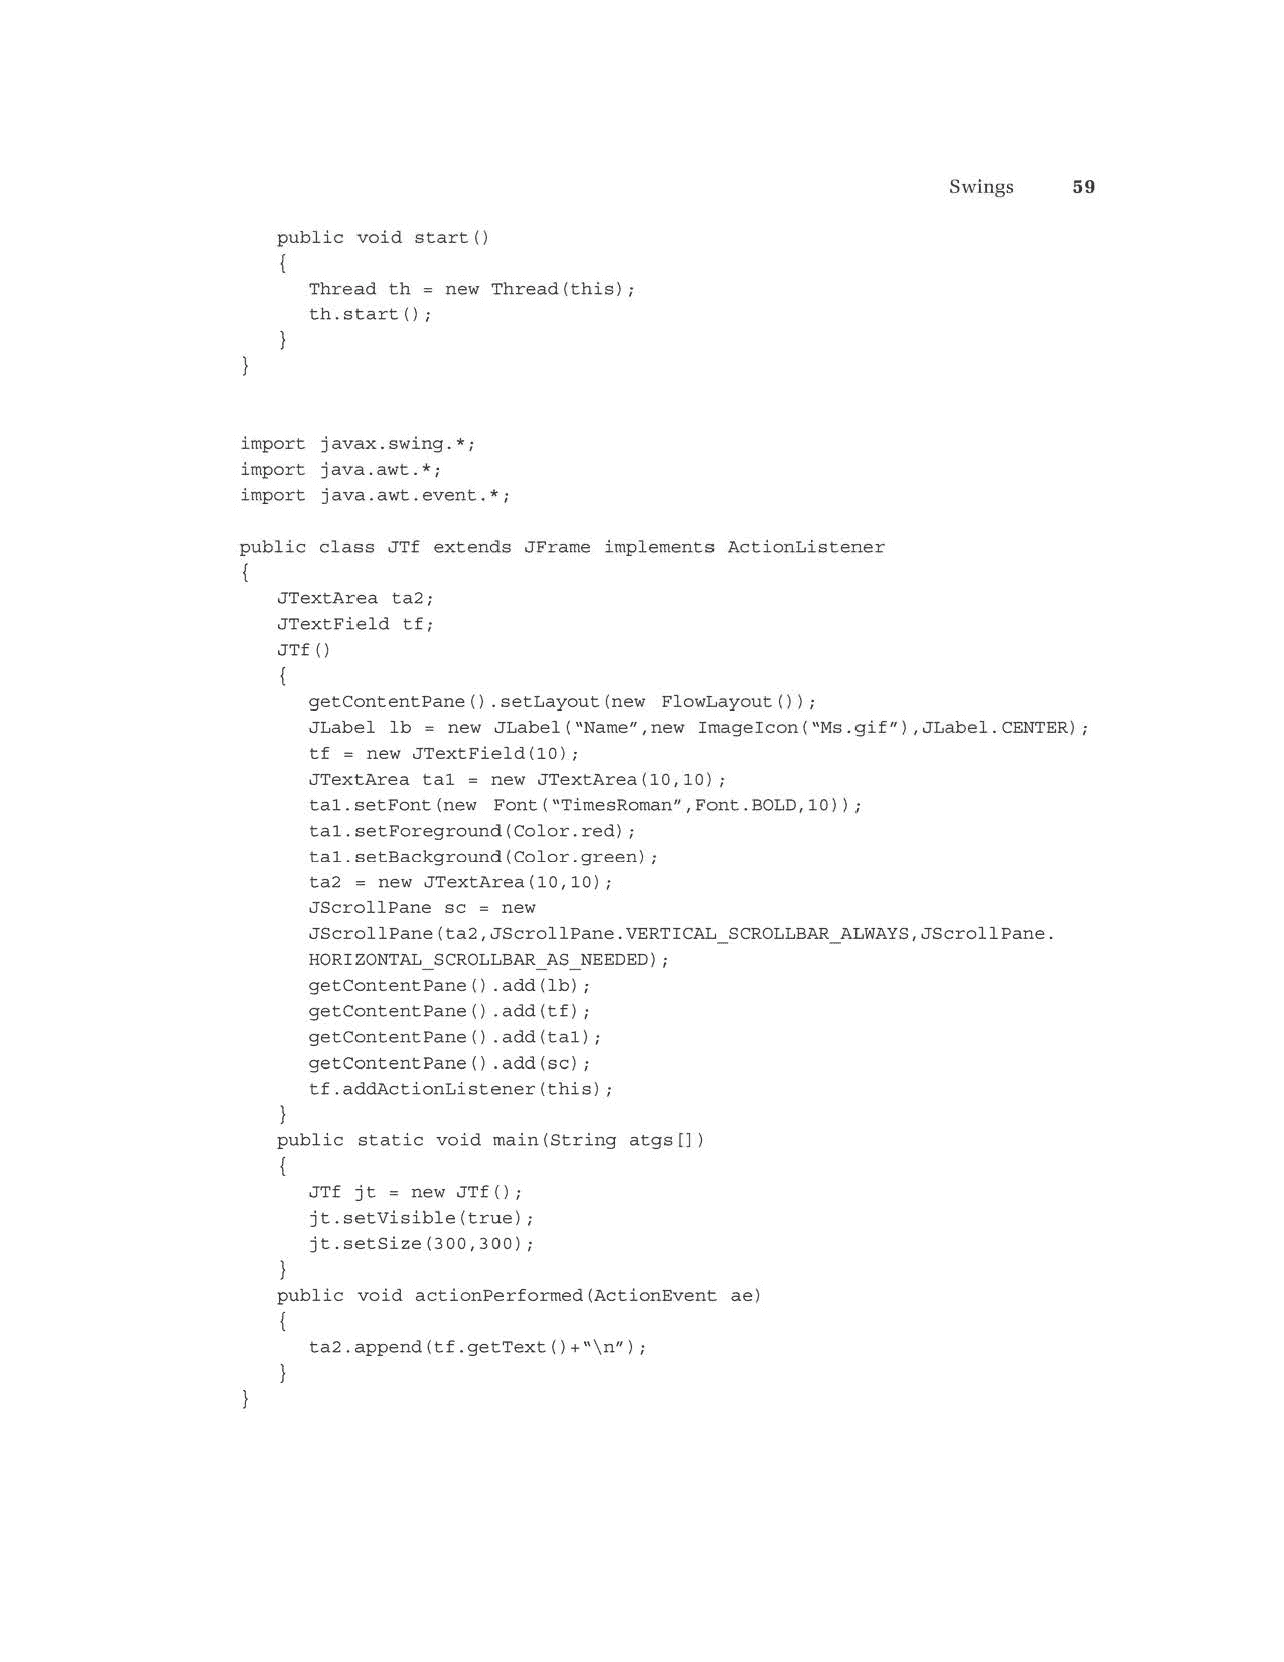 Swings 59
public void start()
{
Thread th = new Thread(this);
th.start();
}
}
import javax.swing.*;
import java.awt.*;
import java.awt.event.*;
public class JTf extends JFrame implements ActionListener
{
JTextArea ta2;
JTextField tf;
JTf()
{
getContentPane().setLayout(new FlowLayout());
JLabel lb = new JLabel(“Name”,new ImageIcon(“Ms.gif”),JLabel.CENTER);
tf = new JTextField(10);
JTextArea ta1 = new JTextArea(10,10);
ta1.setFont(new Font(“TimesRoman”,Font.BOLD,10));
ta1.setForeground(Color.red);
ta1.setBackground(Color.green);
ta2 = new JTextArea(10,10);
JScrollPane sc = new
JScrollPane(ta2,JScrollPane.VERTICAL_SCROLLBAR_ALWAYS,JScrollPane.
HORIZONTAL_SCROLLBAR_AS_NEEDED);
getContentPane().add(lb);
getContentPane().add(tf);
getContentPane().add(ta1);
getContentPane().add(sc);
tf.addActionListener(this);
}
public static void main(String atgs[])
{
JTf jt = new JTf();
jt.setVisible(true);
jt.setSize(300,300);
}
public void actionPerformed(ActionEvent ae)
{
ta2.append(tf.getText()+“\n”);
}
}